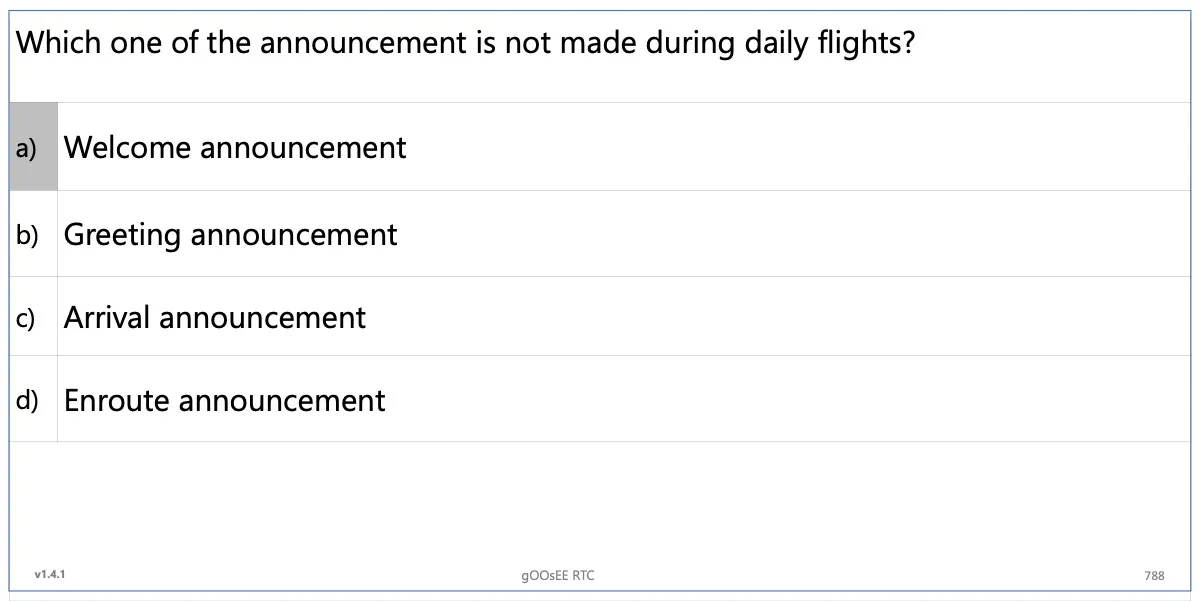 Which one of the announcement is not made during daily flights?
a) Welcome announcement
b) Greeting announcement
c) Arrival announcement
d) Enroute announcement
v1.4.1 gOOsEE RTC 788